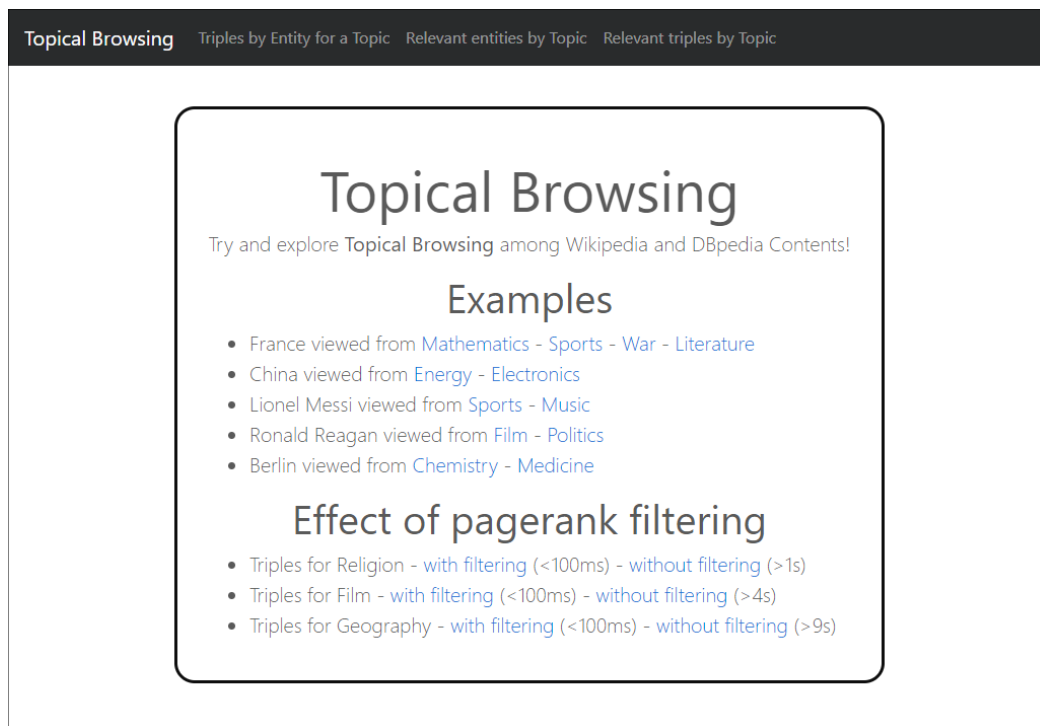 Topical Browsing Triples by Entity for a Topic Relevant entities by Topic Relevant triples by Topic
Topical Browsing
Try and explore Topical Browsing among Wikipedia and DBpedia Contents!
Examples
• France viewed from Mathematics - Sports - War - Literature
• China viewed from Energy - Electronics
• Lionel Messi viewed from Sports - Music
• Ronald Reagan viewed from Film - Politics
• Berlin viewed from Chemistry - Medicine
Effect of pagerank filtering
• Triples for Religion - with filtering (<100ms) - without filtering (>1s)
• Triples for Film - with filtering (<100ms) - without filtering (>4s)
• Triples for Geography - with filtering (<100ms) - without filtering (>9s)